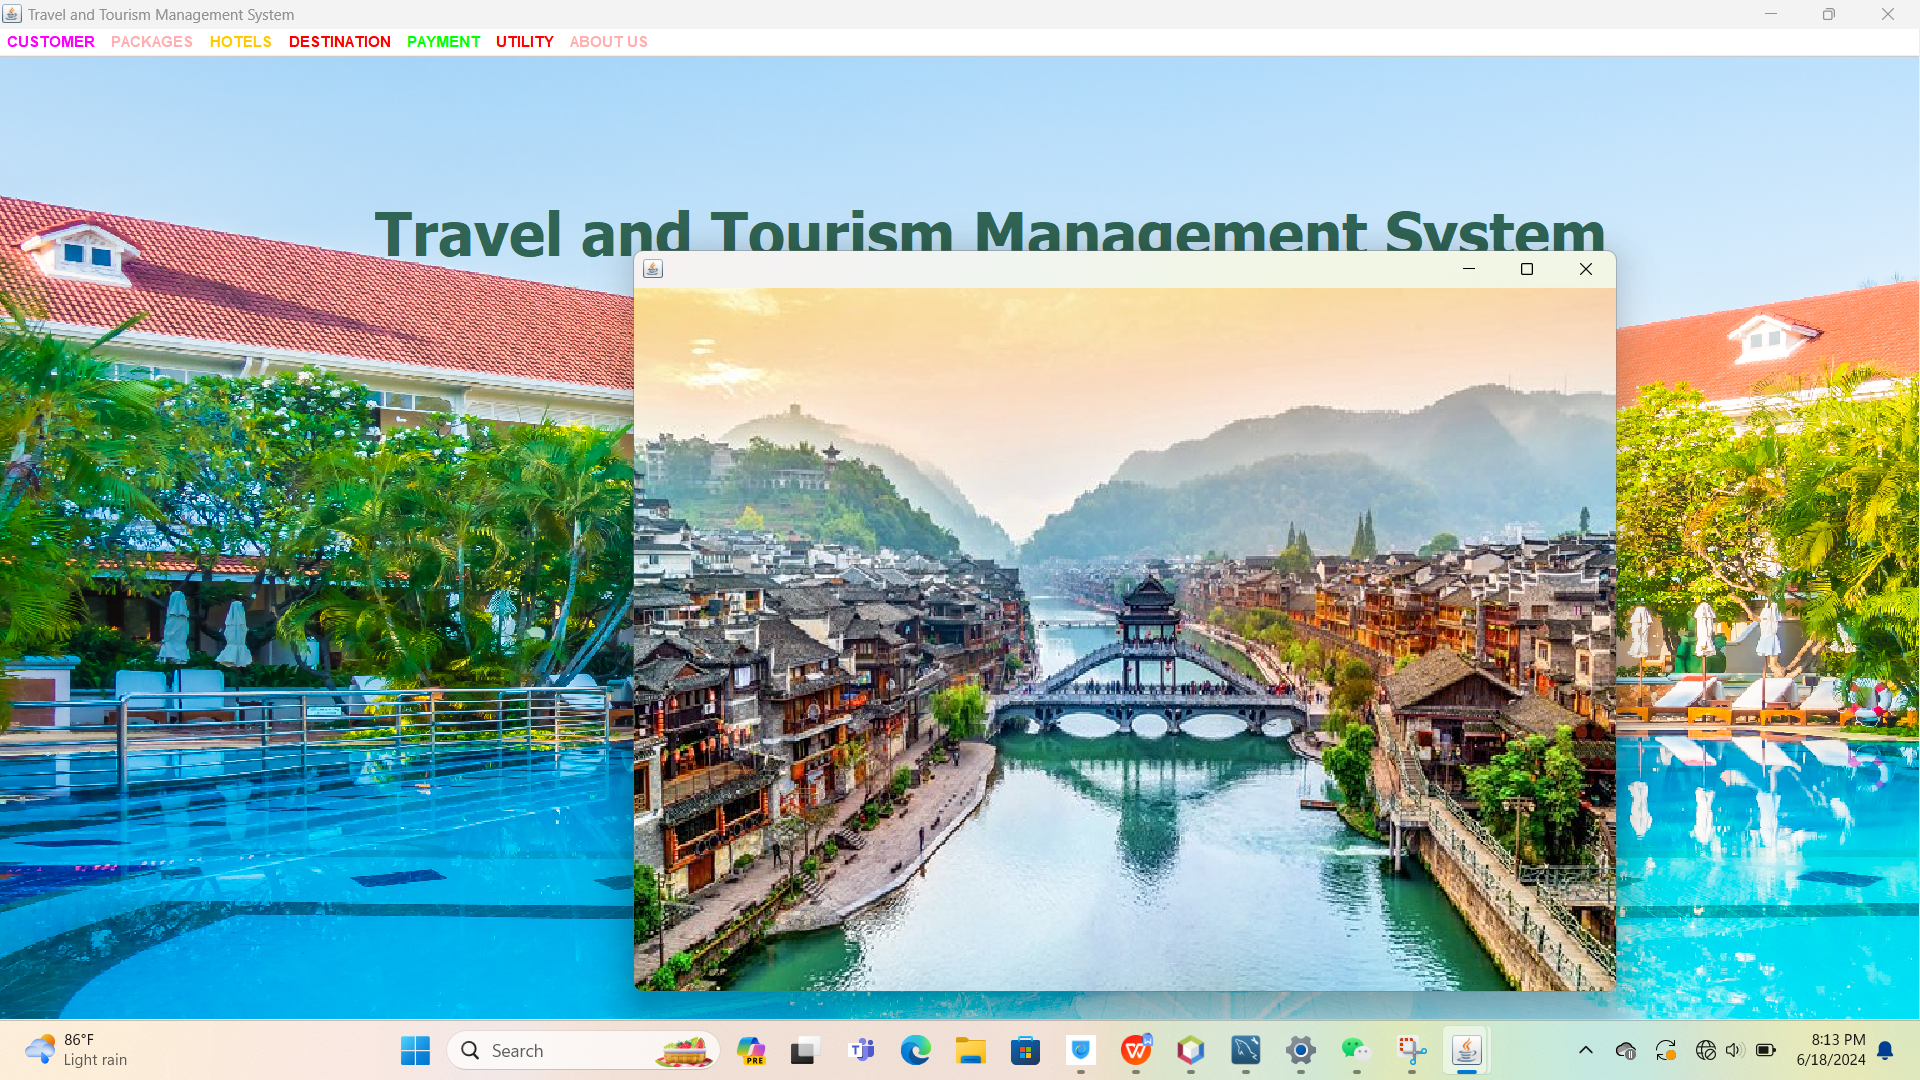 Travel and Tourism Management System
CUSTOMER PACKAGES HOTELS DESTINATION PAYMENT UTILITY ABOUT US
Travel and Tourism Management System
86°F
Light rain
Search
PRE
8:13 PM
6/18/2024